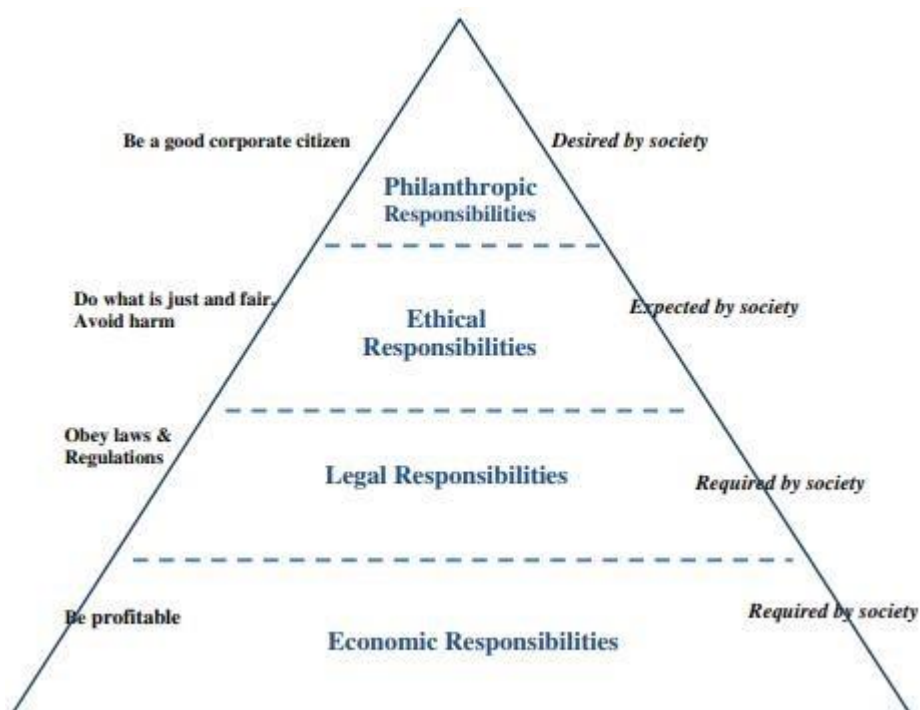 Be a good corporate citizen
Desired by society
Philanthropic
Responsibilities
Do what is just and fair.
Avoid harm
Expected by society
Ethical
Responsibilities
Obey laws &
Regulations
Legal Responsibilities
Required by society
Be profitable
Required by society
Economic Responsibilities